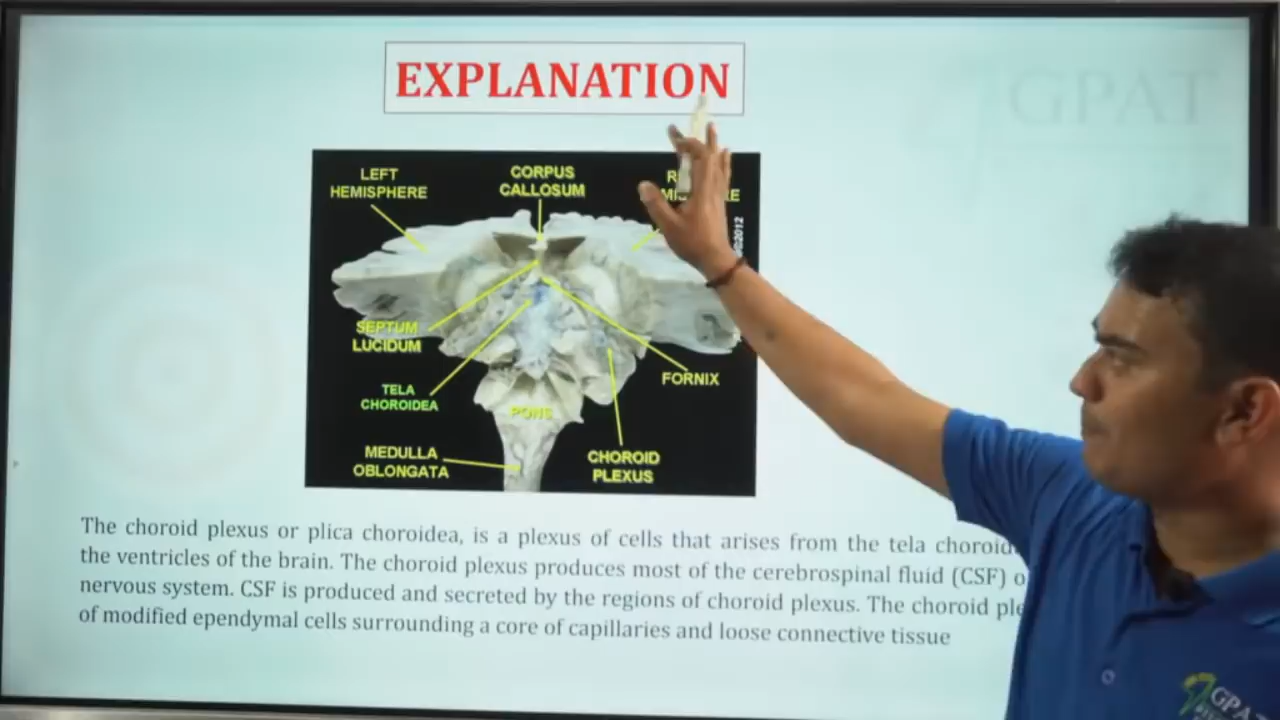 EXPLANATION
GPAT
LEFT
HEMISPHERE
CORPUS
CALLOSUM
©2012
SEPTUM
LUCIDUM
TELA
CHOROIDEA
FORNIX
PONS
MEDULLA
OBLONGATA
CHOROID
PLEXUS
The choroid plexus or plica choroidea, is a plexus of cells that arises from the tela
the ventricles of the brain. The choroid plexus produces most of the cerebrospinal fluid (CSF)
nervous system. CSF is produced and secreted by the regions of choroid plexus. The choroid
of modified ependymal cells surrounding a core of capillaries and loose connective tissue
GPAT